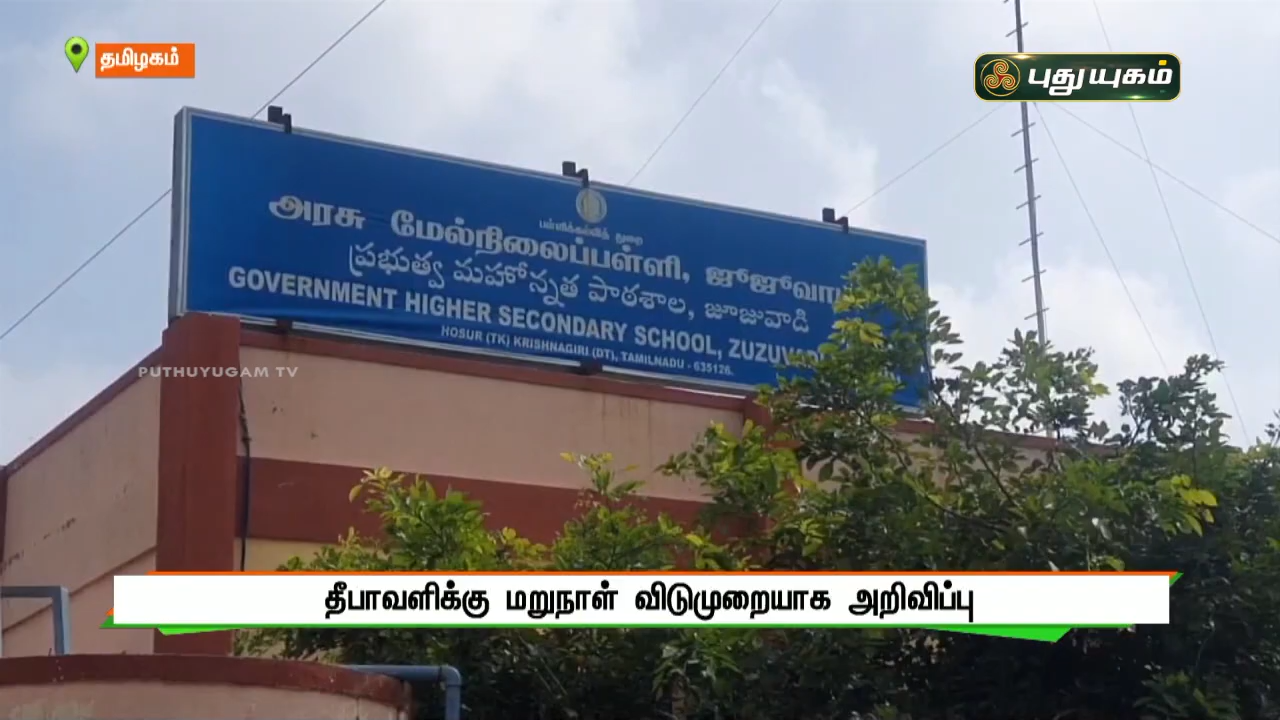 தமிழகம்
புதுயுகம்
பள்ளிக்கல்வித் துறை
அரசு மேல்நிலைப்பள்ளி,
ప్రభుత్వ మహోన్నత పాఠశాల, జూజువాడి
GOVERNMENT HIGHER SECONDARY SCHOOL,
HOSUR (TK) KRISHNAGIRI (DT), TAMILNADU - 635126.
PUTHUYUGAM TV
தீபாவளிக்கு மறுநாள் விடுமுறையாக அறிவிப்பு